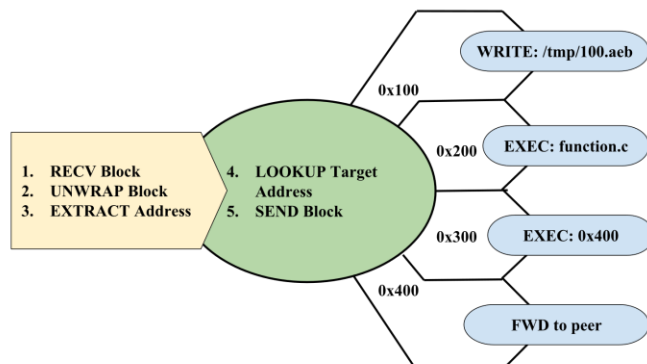 1. RECV Block
2. UNWRAP Block
3. EXTRACT Address
4. LOOKUP Target
Address
5. SEND Block
0x100
WRITE: /tmp/100.aeb
0x200
EXEC: function.c
0x300
EXEC: 0x400
0x400
FWD to peer